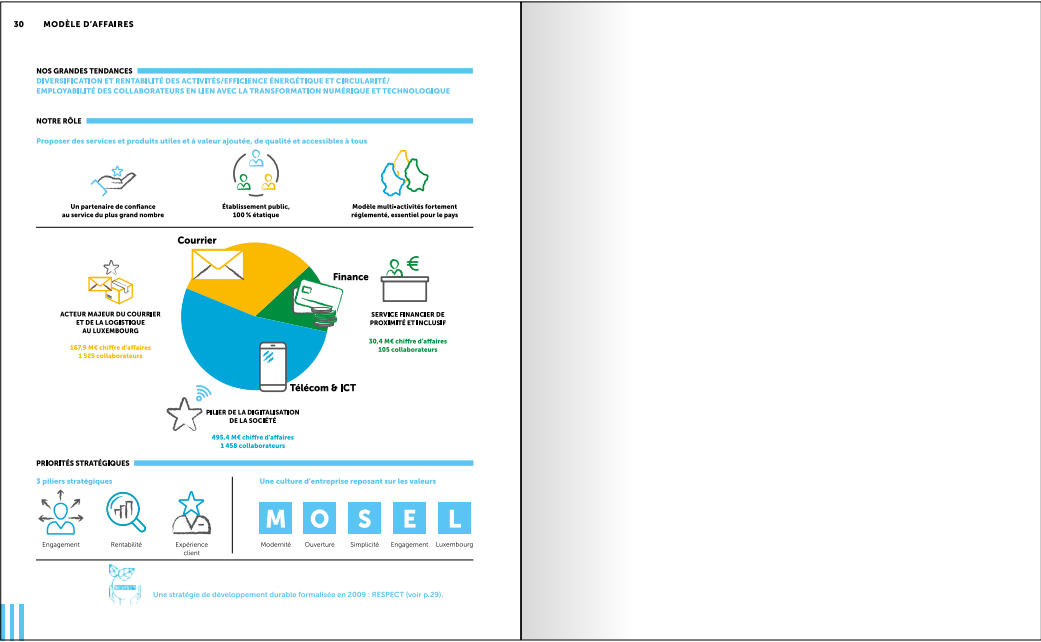 30 MODÈLE D'AFFAIRES
NOS GRANDES TENDANCES
DIVERSIFICATION ET RENTABILITÉ DES ACTIVITÉS/EFFICIENCE ÉNERGÉTIQUE ET CIRCULARITÉ/
EMPLOYABILITÉ DES COLLABORATEURS EN LIEN AVEC LA TRANSFORMATION NUMÉRIQUE ET TECHNOLOGIQUE
NOTRE RÔLE
Proposer des services et produits utiles et à valeur ajoutée, de qualité et accessibles à tous
Un partenaire de confiance
au service du plus grand nombre
Établissement public,
100 % étatique
Modèle multi-activités fortement
réglementé, essentiel pour le pays
Courrier
Finance
Télécom & ICT
ACTEUR MAJEUR DU COURRIER
ET DE LA LOGISTIQUE
AU LUXEMBOURG
167,9 M€ chiffre d'affaires
1 525 collaborateurs
€
SERVICE FINANCIER DE
PROXIMITÉ ET INCLUSIF
30,4 M€ chiffre d'affaires
105 collaborateurs
PILIER DE LA DIGITALISATION
DE LA SOCIÉTÉ
495,4 M€ chiffre d'affaires
1 458 collaborateurs
PRIORITÉS STRATÉGIQUES
3 piliers stratégiques
Engagement
Rentabilité
Expérience
client
Une culture d'entreprise reposant sur les valeurs
M O S E L
Modernité Ouverture Simplicité Engagement Luxembourg
Une stratégie de développement durable formalisée en 2009 : RESPECT (voir p.29).